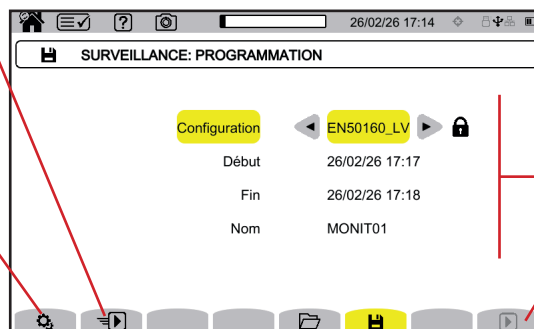 26/02/26 17:14
SURVEILLANCE: PROGRAMMATION
Configuration EN50160_LV
Début 26/02/26 17:17
Fin 26/02/26 17:18
Nom MONIT01